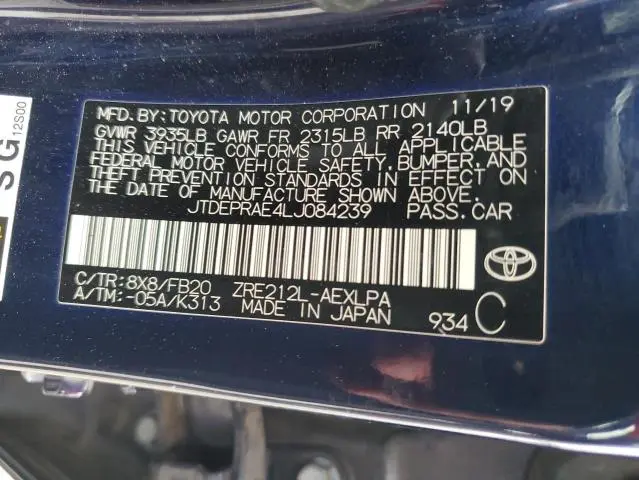 MFD.BY:TOYOTA MOTOR CORPORATION 11/19
GVWR 3935LB GAWR FR 2315LB RR 2140LB
THIS VEHICLE CONFORMS TO ALL APPLICABLE
FEDERAL MOTOR VEHICLE SAFETY, BUMPER, AND
THEFT PREVENTION STANDARDS IN EFFECT ON
THE DATE OF MANUFACTURE SHOWN ABOVE.
JTDEPRAE4LJ084239 PASS.CAR
C/TR:8X8/FB20 ZRE212L-AEXLPA
A/TM:-05A/K313 MADE IN JAPAN 934 C
SG
12S00